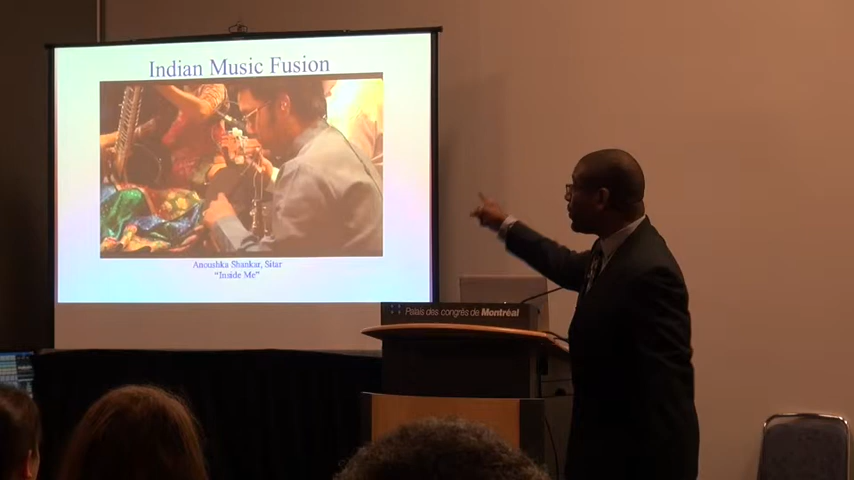 Indian Music Fusion
Anoushka Shankar, Sitar
"Inside Me"
Palais des congrès de Montréal